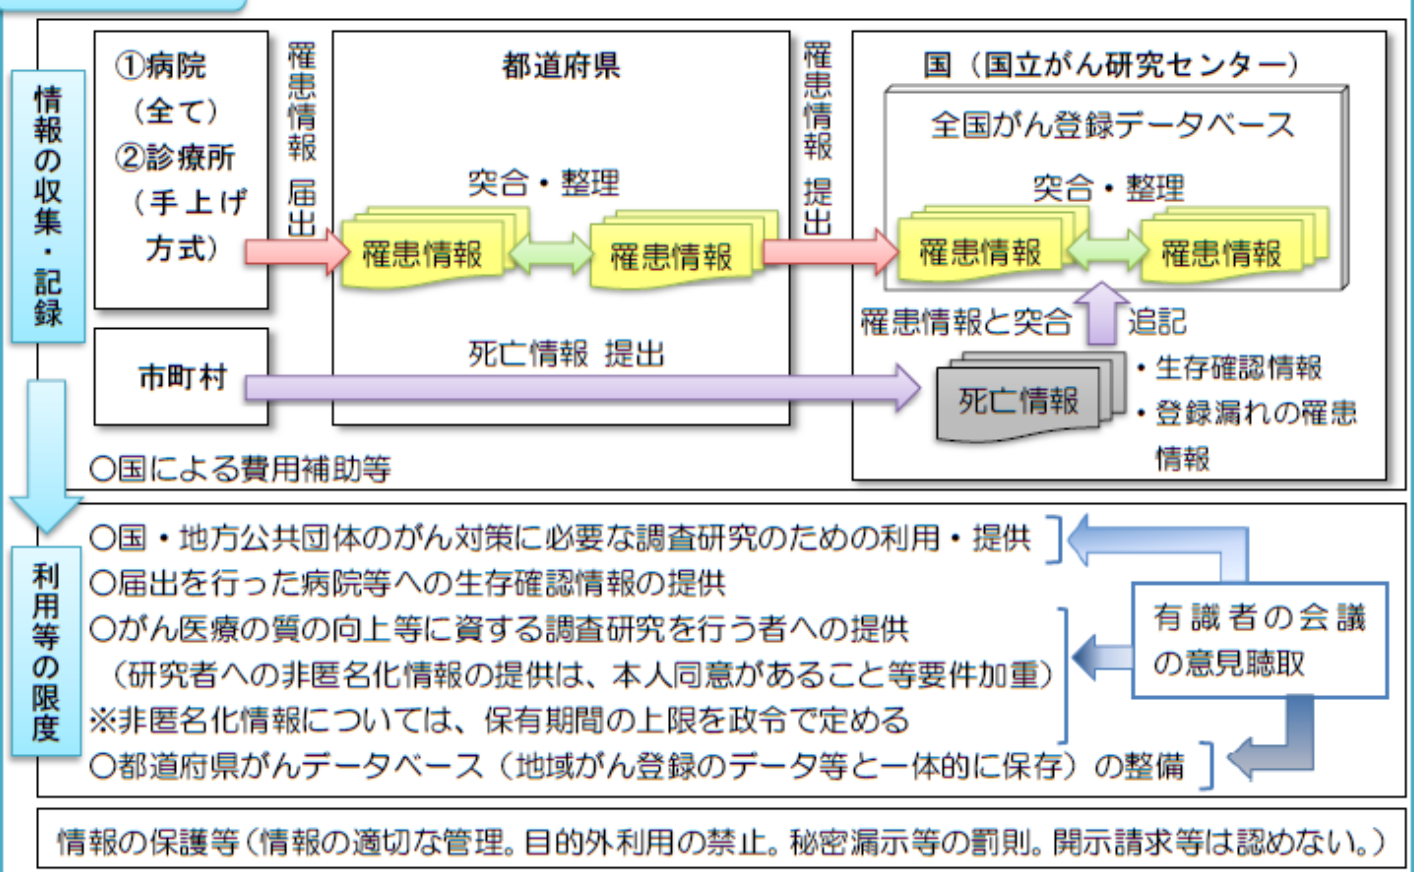 情報の収集・記録
①病院
（全て）
②診療所
（手上げ
方式）
罹患情報 届出
都道府県
突合・整理
罹患情報
罹患情報
罹患情報 提出
国（国立がん研究センター）
全国がん登録データベース
突合・整理
罹患情報
罹患情報
罹患情報と突合
追記
市町村
死亡情報 提出
死亡情報
・生存確認情報
・登録漏れの罹患
情報
○国による費用補助等
利用等の限度
○国・地方公共団体のがん対策に必要な調査研究のための利用・提供
○届出を行った病院等への生存確認情報の提供
○がん医療の質の向上等に資する調査研究を行う者への提供
（研究者への非匿名化情報の提供は、本人同意があること等要件加重）
※非匿名化情報については、保有期間の上限を政令で定める
○都道府県がんデータベース（地域がん登録のデータ等と一体的に保存）の整備
有識者の会議
の意見聴取
情報の保護等（情報の適切な管理。目的外利用の禁止。秘密漏示等の罰則。開示請求等は認めない。）